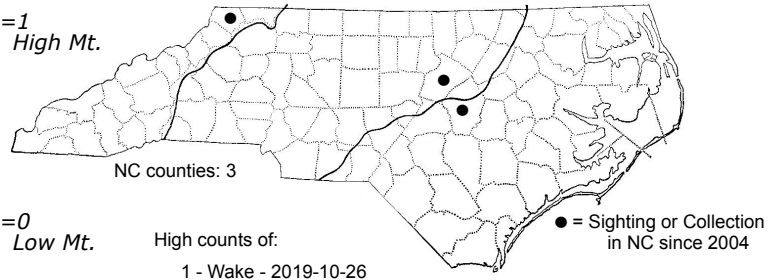 =1
High Mt.
NC counties: 3
=0
Low Mt.
High counts of:
1 - Wake - 2019-10-26
● = Sighting or Collection
in NC since 2004